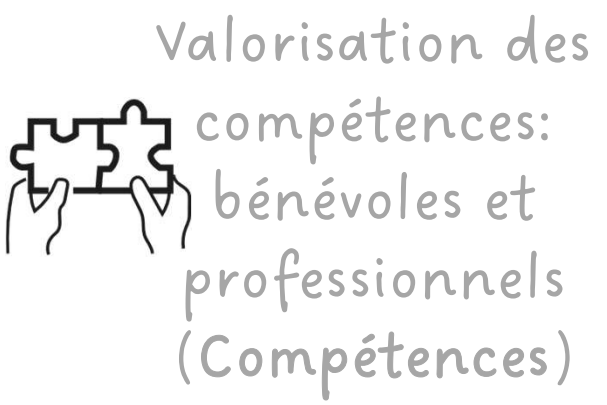 Valorisation des
compétences:
bénévoles et
professionnels
(Compétences)